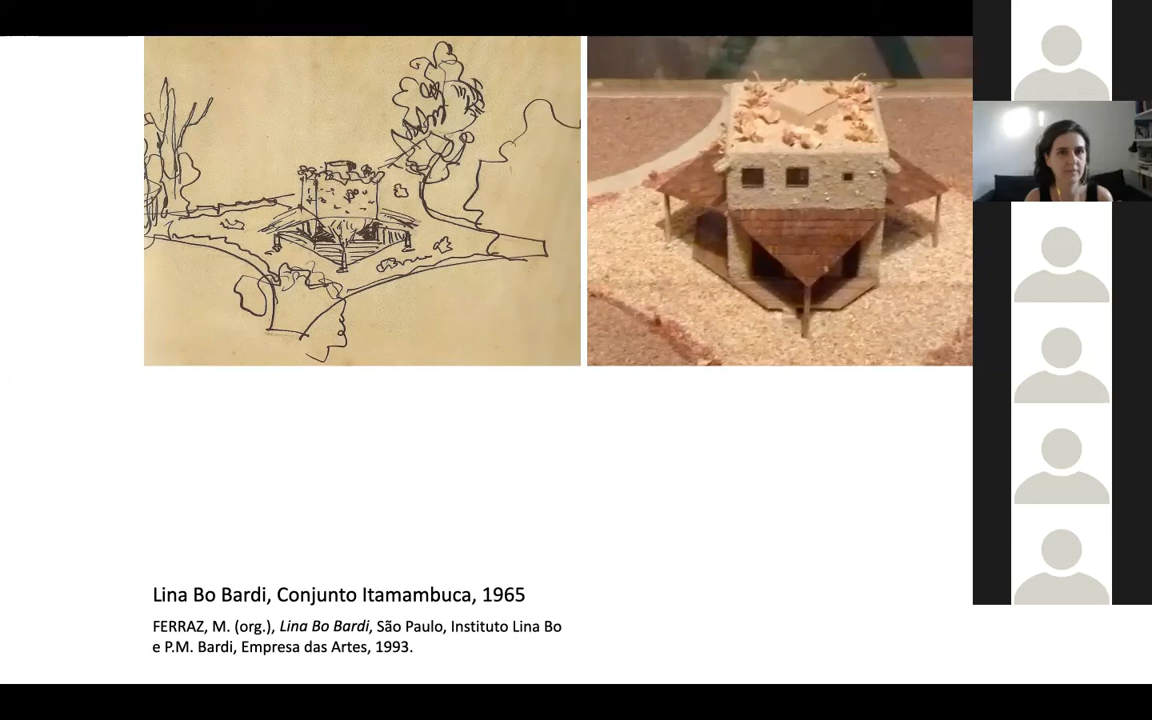 Lina Bo Bardi, Conjunto Itamambuca, 1965
FERRAZ, M. (org.), Lina Bo Bardi, São Paulo, Instituto Lina Bo
e P.M. Bardi, Empresa das Artes, 1993.